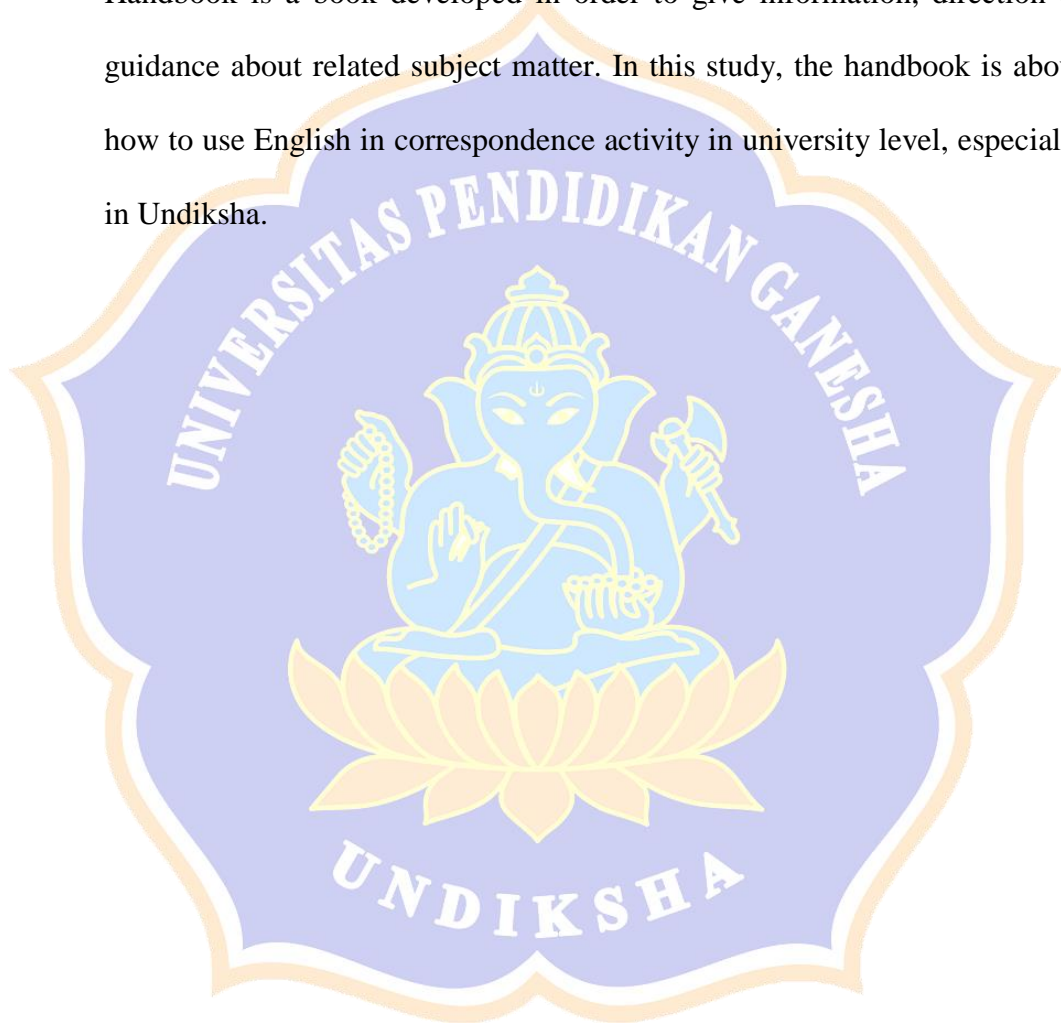 Handbook is a book developed in order to give information, direction
guidance about related subject matter. In this study, the handbook is
how to use English in correspondence activity in university level,
in Undiksha.
UNIVERSITAS PENDIDIKAN GANESHA
UNDIKSHA